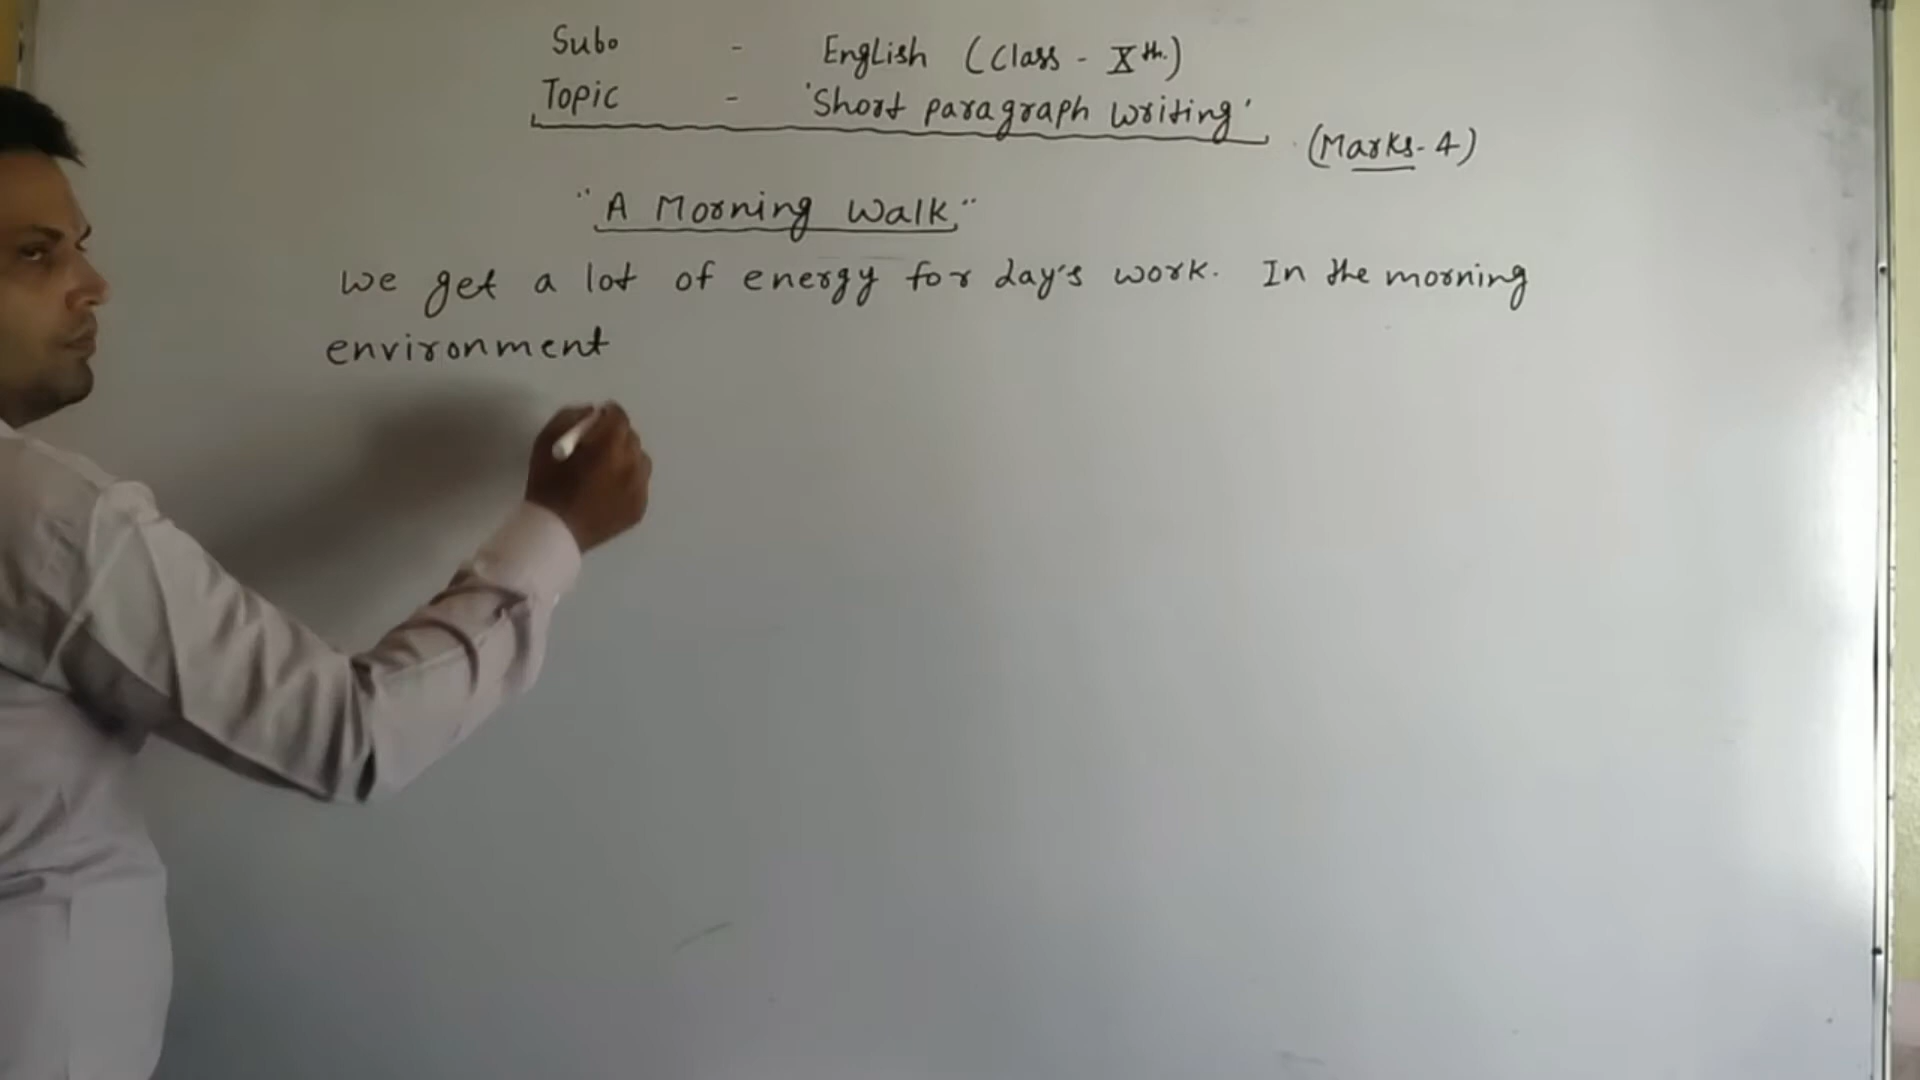 Sub. - English (Class - Xth.)
Topic - 'Short paragraph writing'
(Marks - 4)
"A Morning Walk"
We get a lot of energy for day's work. In the morning
environment